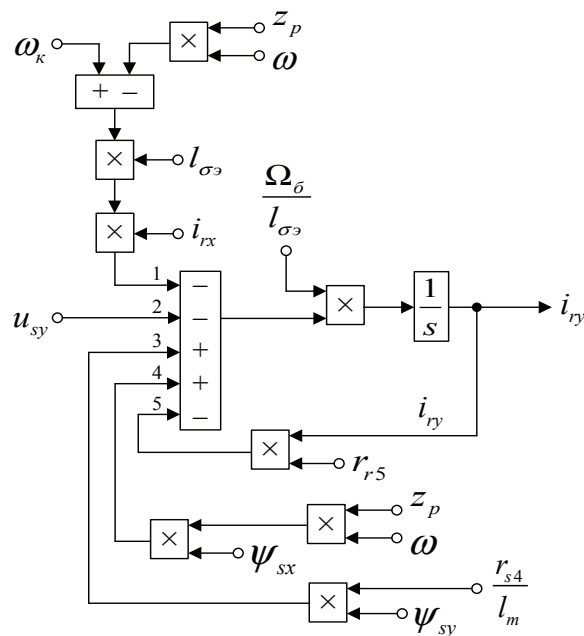 z_p
ω_к
×
ω
+ −
×
l_σэ
Ω_б
l_σэ
×
i_rx
1 −
2 −
u_sy
×
1
s
i_ry
3 +
4 +
5 −
i_ry
×
r_r5
z_p
×
×
ω
ψ_sx
r_s4
l_m
×
ψ_sy